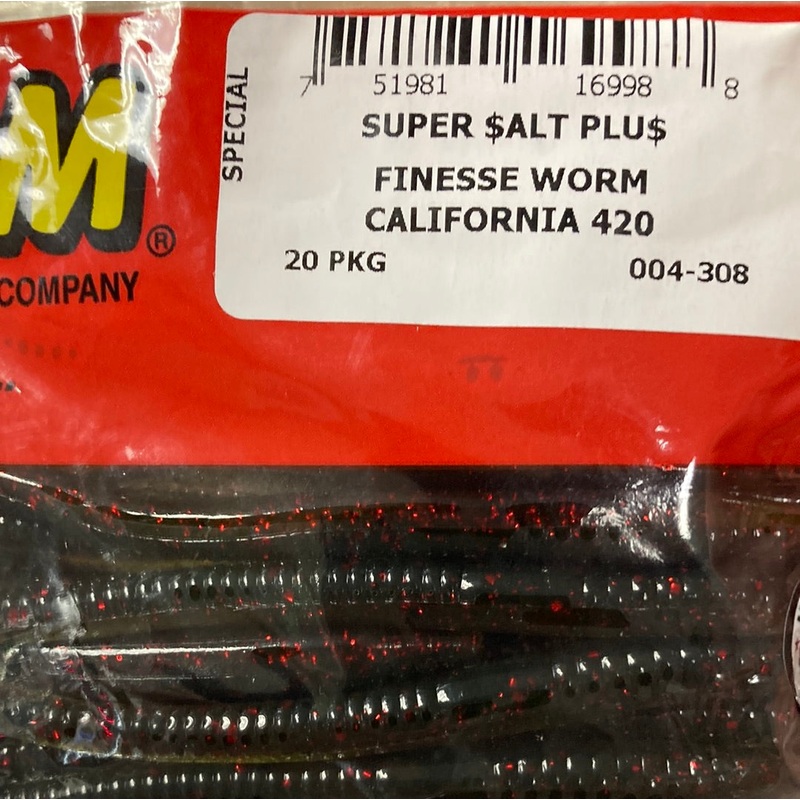 M®
COMPANY
SPECIAL
7 51981 16998 8
SUPER $ALT PLU$
FINESSE WORM
CALIFORNIA 420
20 PKG 004-308